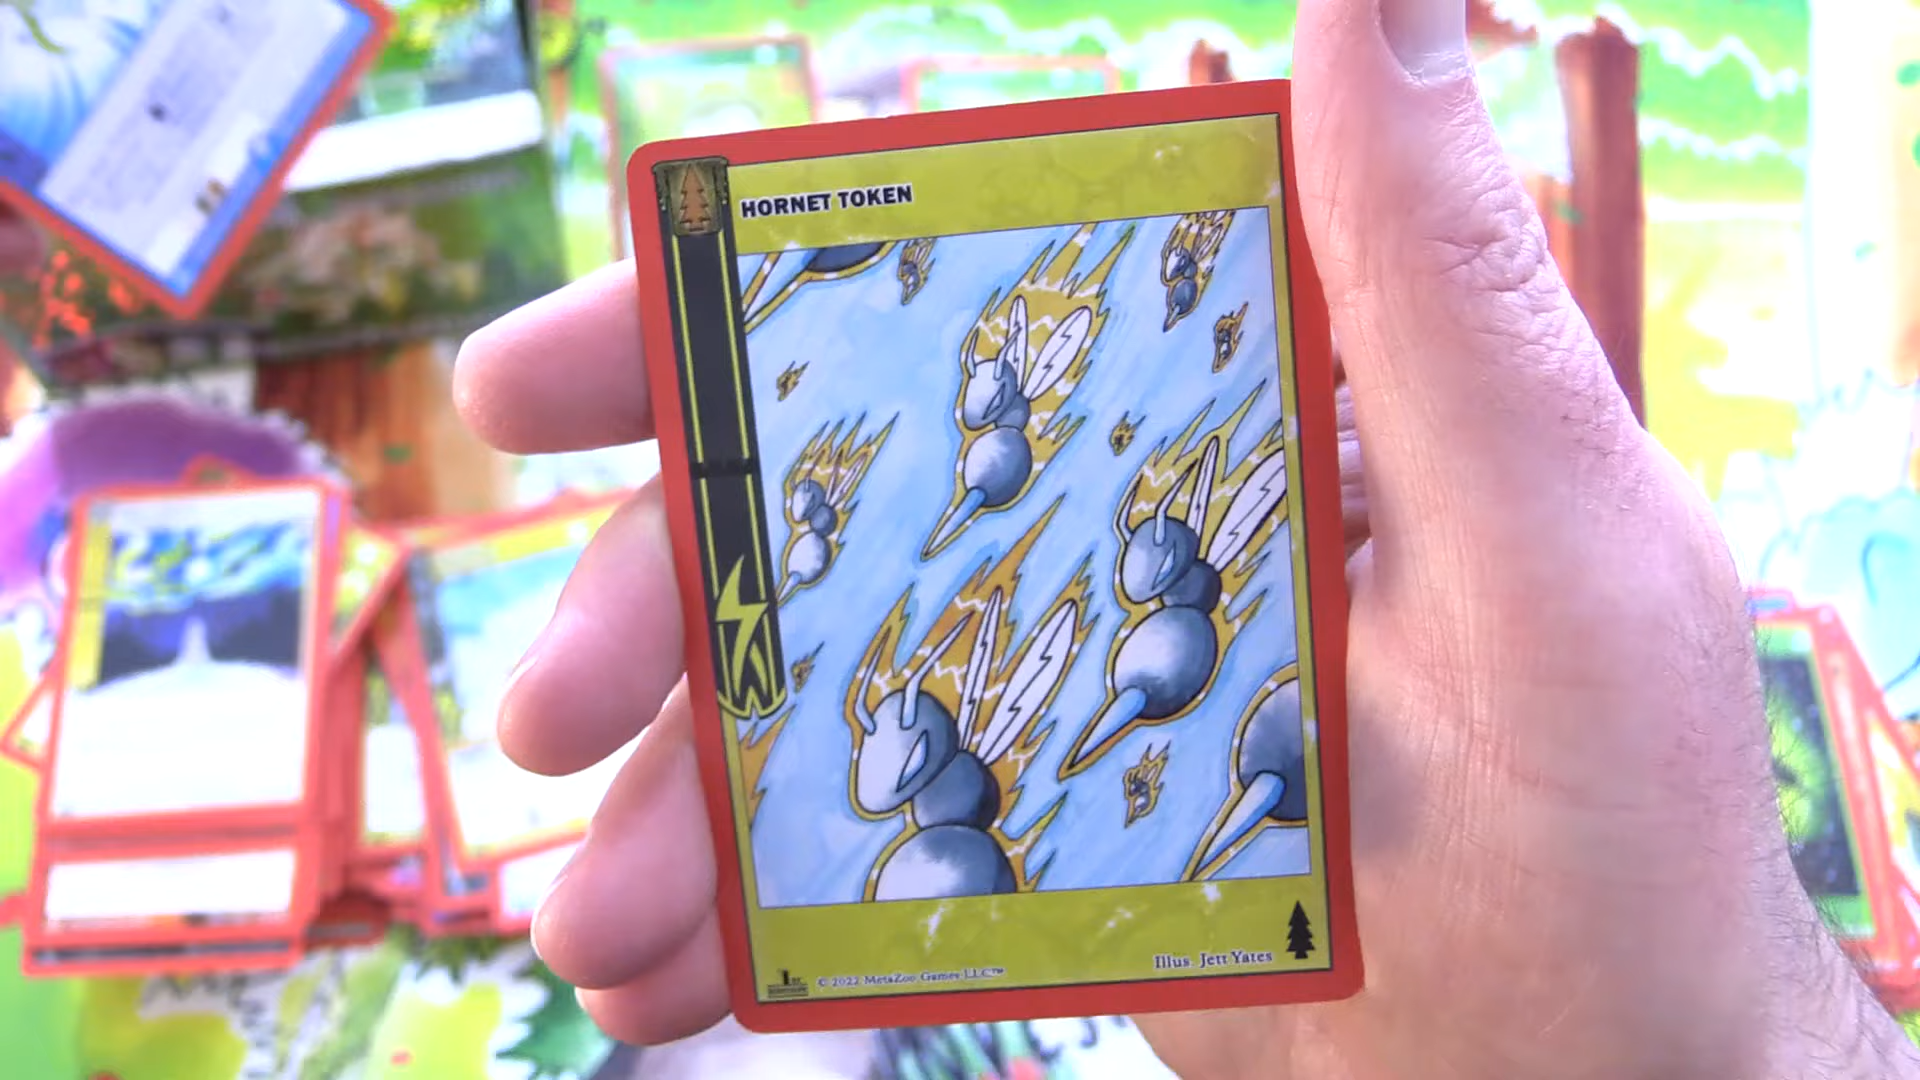 HORNET TOKEN
Illus. Jett Yates
© 2022 MetaZoo Games LLC™